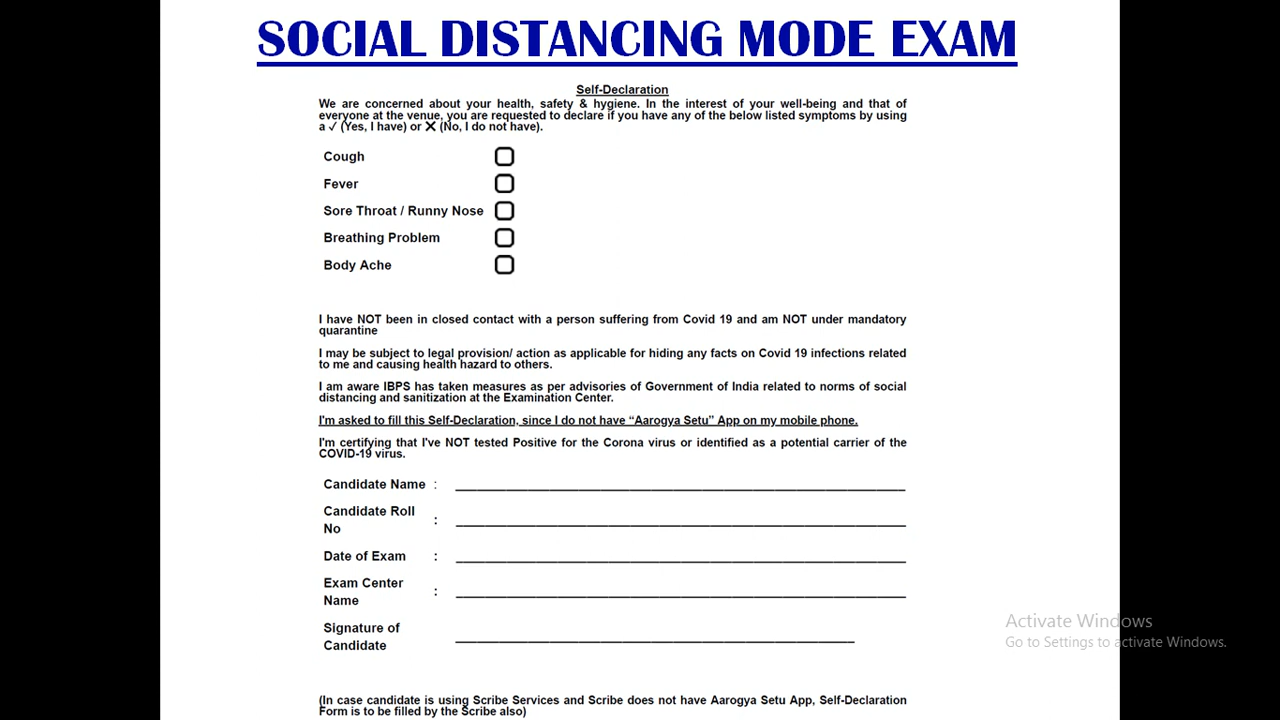 SOCIAL DISTANCING MODE EXAM
Self-Declaration
We are concerned about your health, safety & hygiene. In the interest of your well-being and that of
everyone at the venue, you are requested to declare if you have any of the below listed symptoms by using
a ✓ (Yes, I have) or ✕ (No, I do not have).
Cough
Fever
Sore Throat / Runny Nose
Breathing Problem
Body Ache
I have NOT been in closed contact with a person suffering from Covid 19 and am NOT under mandatory
quarantine
I may be subject to legal provision/ action as applicable for hiding any facts on Covid 19 infections related
to me and causing health hazard to others.
I am aware IBPS has taken measures as per advisories of Government of India related to norms of social
distancing and sanitization at the Examination Center.
I'm asked to fill this Self-Declaration, since I do not have “Aarogya Setu” App on my mobile phone.
I'm certifying that I've NOT tested Positive for the Corona virus or identified as a potential carrier of the
COVID-19 virus.
Candidate Name :
Candidate Roll
No :
Date of Exam :
Exam Center
Name :
Signature of
Candidate
Activate Windows
Go to Settings to activate Windows.
(In case candidate is using Scribe Services and Scribe does not have Aarogya Setu App, Self-Declaration
Form is to be filled by the Scribe also)